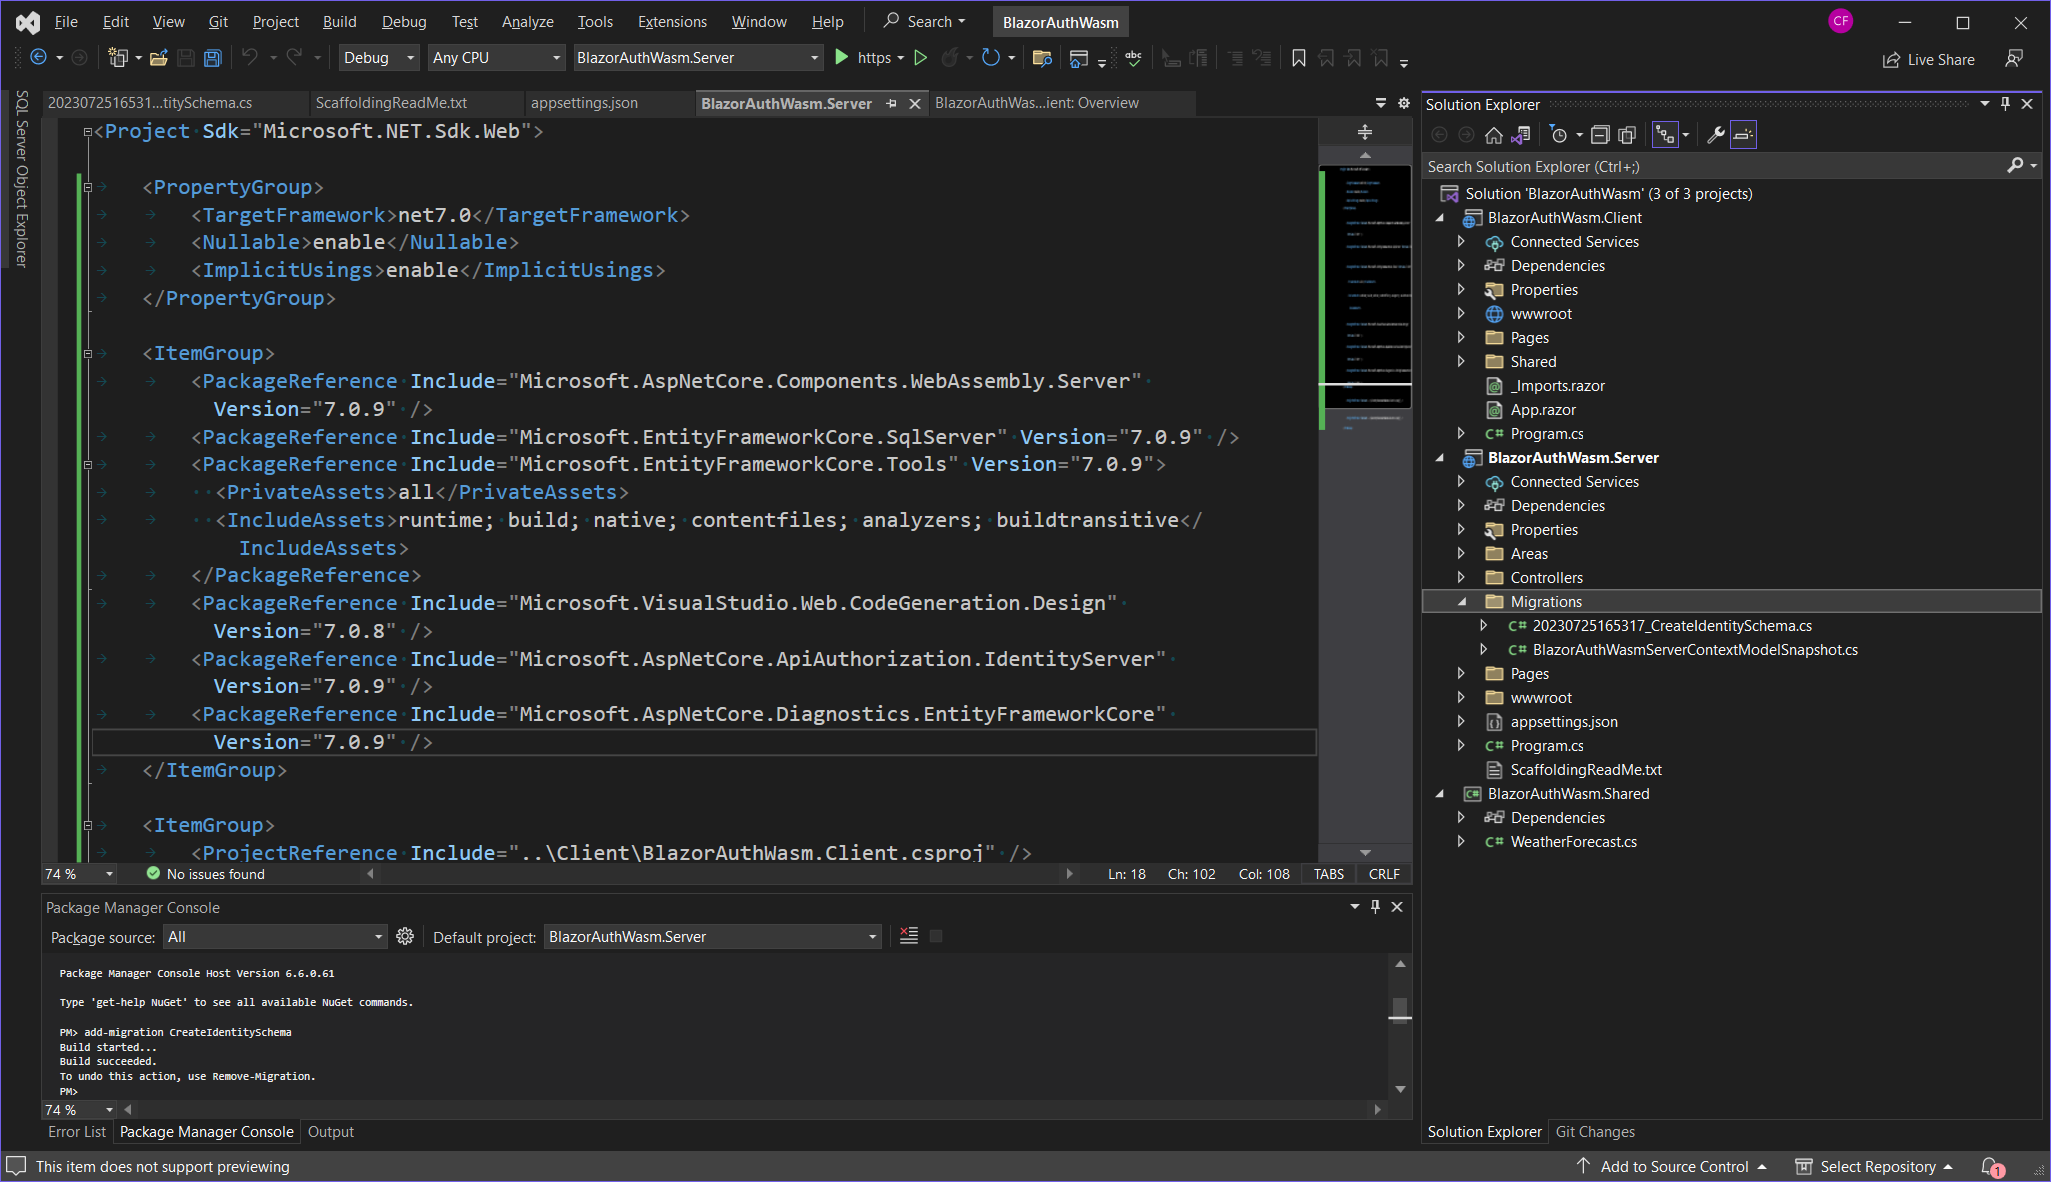 File Edit View Git Project Build Debug Test Analyze Tools Extensions Window Help Search BlazorAuthWasm CF
Debug Any CPU BlazorAuthWasm.Server https abc Live Share
SQL Server Object Explorer
2023072516531...titySchema.cs ScaffoldingReadMe.txt appsettings.json BlazorAuthWasm.Server BlazorAuthWas...ient: Overview
<Project Sdk="Microsoft.NET.Sdk.Web">
<PropertyGroup>
<TargetFramework>net7.0</TargetFramework>
<Nullable>enable</Nullable>
<ImplicitUsings>enable</ImplicitUsings>
</PropertyGroup>
<ItemGroup>
<PackageReference Include="Microsoft.AspNetCore.Components.WebAssembly.Server"
Version="7.0.9" />
<PackageReference Include="Microsoft.EntityFrameworkCore.SqlServer" Version="7.0.9" />
<PackageReference Include="Microsoft.EntityFrameworkCore.Tools" Version="7.0.9">
<PrivateAssets>all</PrivateAssets>
<IncludeAssets>runtime; build; native; contentfiles; analyzers; buildtransitive</
IncludeAssets>
</PackageReference>
<PackageReference Include="Microsoft.VisualStudio.Web.CodeGeneration.Design"
Version="7.0.8" />
<PackageReference Include="Microsoft.AspNetCore.ApiAuthorization.IdentityServer"
Version="7.0.9" />
<PackageReference Include="Microsoft.AspNetCore.Diagnostics.EntityFrameworkCore"
Version="7.0.9" />
</ItemGroup>
<ItemGroup>
<ProjectReference Include="..\Client\BlazorAuthWasm.Client.csproj" />
74 % No issues found Ln: 18 Ch: 102 Col: 108 TABS CRLF
Package Manager Console
Package source: All Default project: BlazorAuthWasm.Server
Package Manager Console Host Version 6.6.0.61
Type 'get-help NuGet' to see all available NuGet commands.
PM> add-migration CreateIdentitySchema
Build started...
Build succeeded.
To undo this action, use Remove-Migration.
PM>
74 %
Error List Package Manager Console Output
Solution Explorer
Search Solution Explorer (Ctrl+;)
Solution 'BlazorAuthWasm' (3 of 3 projects)
BlazorAuthWasm.Client
Connected Services
Dependencies
Properties
wwwroot
Pages
Shared
_Imports.razor
App.razor
C# Program.cs
BlazorAuthWasm.Server
Connected Services
Dependencies
Properties
Areas
Controllers
Migrations
C# 20230725165317_CreateIdentitySchema.cs
C# BlazorAuthWasmServerContextModelSnapshot.cs
Pages
wwwroot
appsettings.json
C# Program.cs
ScaffoldingReadMe.txt
C# BlazorAuthWasm.Shared
Dependencies
C# WeatherForecast.cs
Solution Explorer Git Changes
This item does not support previewing Add to Source Control Select Repository 1